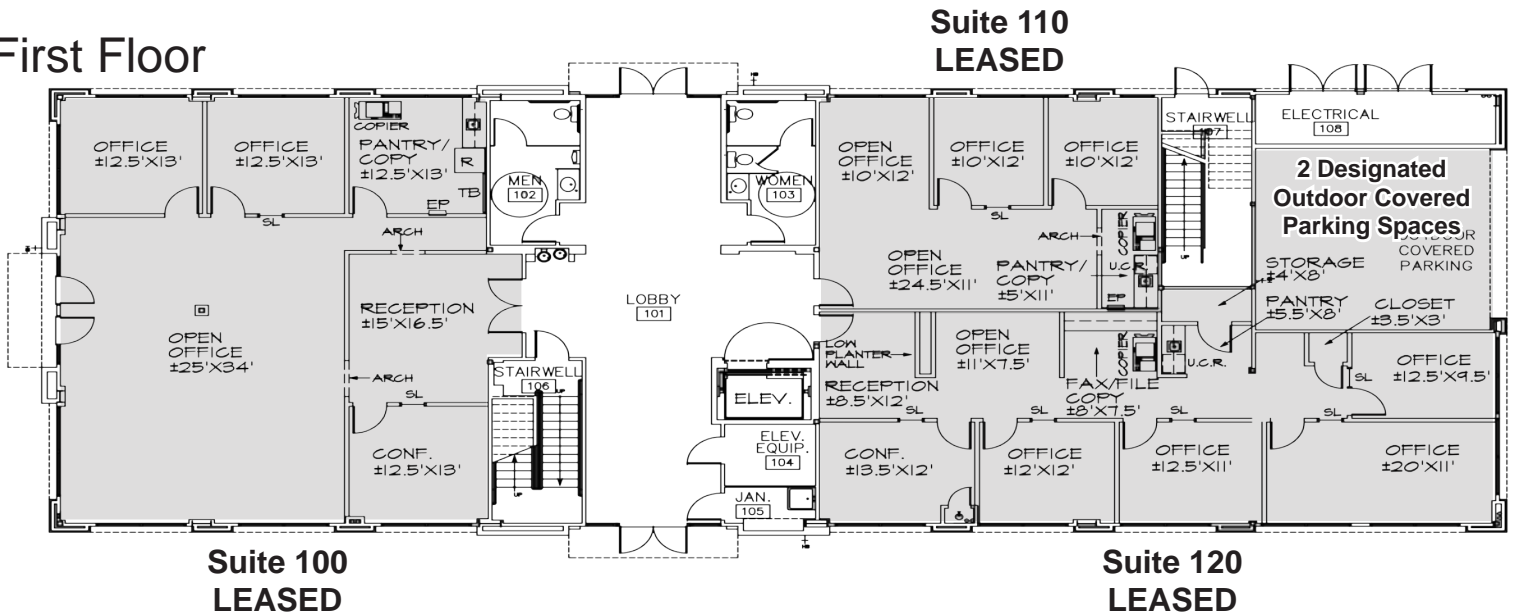 First Floor
Suite 110
LEASED
OFFICE
±12.5'X13'
OFFICE
±12.5'X13'
COPIER
PANTRY/
COPY
±12.5'X13'
R
TB
EP
SL
ARCH
MEN
102
WOMEN
103
LOBBY
101
RECEPTION
±15'X16.5'
OPEN
OFFICE
±25'X34'
ARCH
SL
CONF.
±12.5'X13'
STAIRWELL
106
UP
UP
ELEV.
ELEV.
EQUIP.
104
JAN.
105
HB
HB
OPEN
OFFICE
±10'X12'
OFFICE
±10'X12'
OFFICE
±10'X12'
SL
ARCH
COPIER
OPEN
OFFICE
±24.5'X11'
PANTRY/
COPY
±5'X11'
U.C.R.
EP
STAIRWELL
107
UP
ELECTRICAL
108
2 Designated
Outdoor Covered
Parking Spaces
COVERED
PARKING
STORAGE
±4'X8'
PANTRY
±5.5'X8'
CLOSET
±3.5'X3'
LOW
PLANTER
WALL
OPEN
OFFICE
±11'X7.5'
COPIER
U.C.R.
RECEPTION
±8.5'X12'
FAX/FILE
COPY
±8'X7.5'
OFFICE
±12.5'X9.5'
SL
SL
SL
SL
SL
CONF.
±13.5'X12'
OFFICE
±12'X12'
OFFICE
±12.5'X11'
OFFICE
±20'X11'
Suite 100
LEASED
Suite 120
LEASED